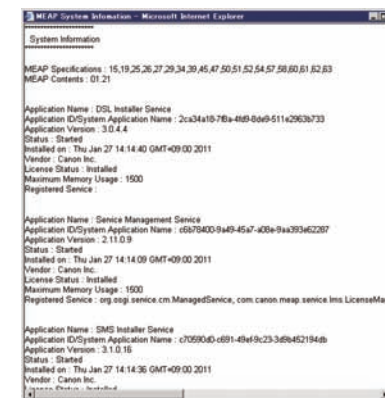 MEAP System Infomation - Microsoft Internet Explorer
**********************
System Information
**********************
MEAP Specifications : 15,19,25,26,27,29,34,39,45,47,50,51,52,54,57,58,60,61,62,63
MEAP Contents : 01.21
Application Name : DSL Installer Service
Application ID/System Application Name : 2ca34a18-7f8a-4fd9-8de9-511e2963b733
Application Version : 3.0.4.4
Status : Started
Installed on : Thu Jan 27 14:14:40 GMT+09:00 2011
Vendor : Canon Inc.
License Status : Installed
Maximum Memory Usage : 1500
Registered Service :
Application Name : Service Management Service
Application ID/System Application Name : c6b78400-9a49-45a7-a08e-9aa393e62287
Application Version : 2.11.0.9
Status : Started
Installed on : Thu Jan 27 14:14:09 GMT+09:00 2011
Vendor : Canon Inc.
License Status : Installed
Maximum Memory Usage : 1500
Registered Service : org.osgi.service.cm.ManagedService, com.canon.meap.service.lms.LicenseMa
Application Name : SMS Installer Service
Application ID/System Application Name : c70590d0-c691-49ef-9c23-3d9b452194db
Application Version : 3.1.0.16
Status : Started
Installed on : Thu Jan 27 14:14:36 GMT+09:00 2011
Vendor : Canon Inc.
License Status : Installed